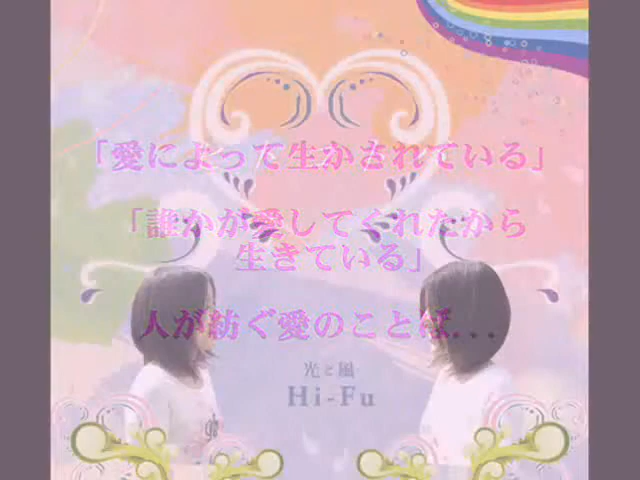 「愛によって生かされている」
「誰かが愛してくれたから
生きている」
人が紡ぐ愛のことば...
光と風
Hi-Fu